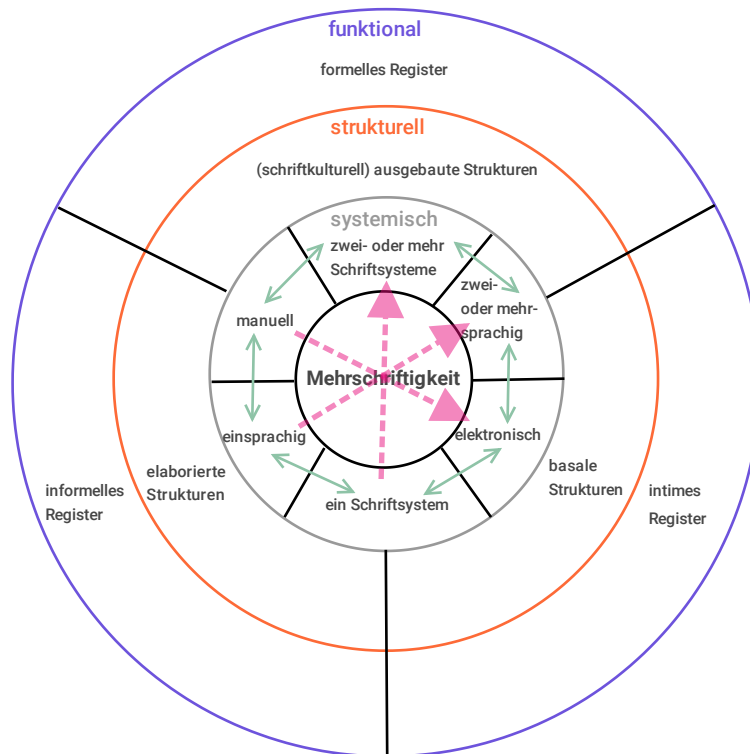 funktional
formelles Register
strukturell
(schriftkulturell) ausgebaute Strukturen
systemisch
zwei- oder mehr
Schriftsysteme
zwei-
oder mehr-
sprachig
manuell
Mehrschriftigkeit
einsprachig
elektronisch
ein Schriftsystem
elaborierte
Strukturen
basale
Strukturen
informelles
Register
intimes
Register